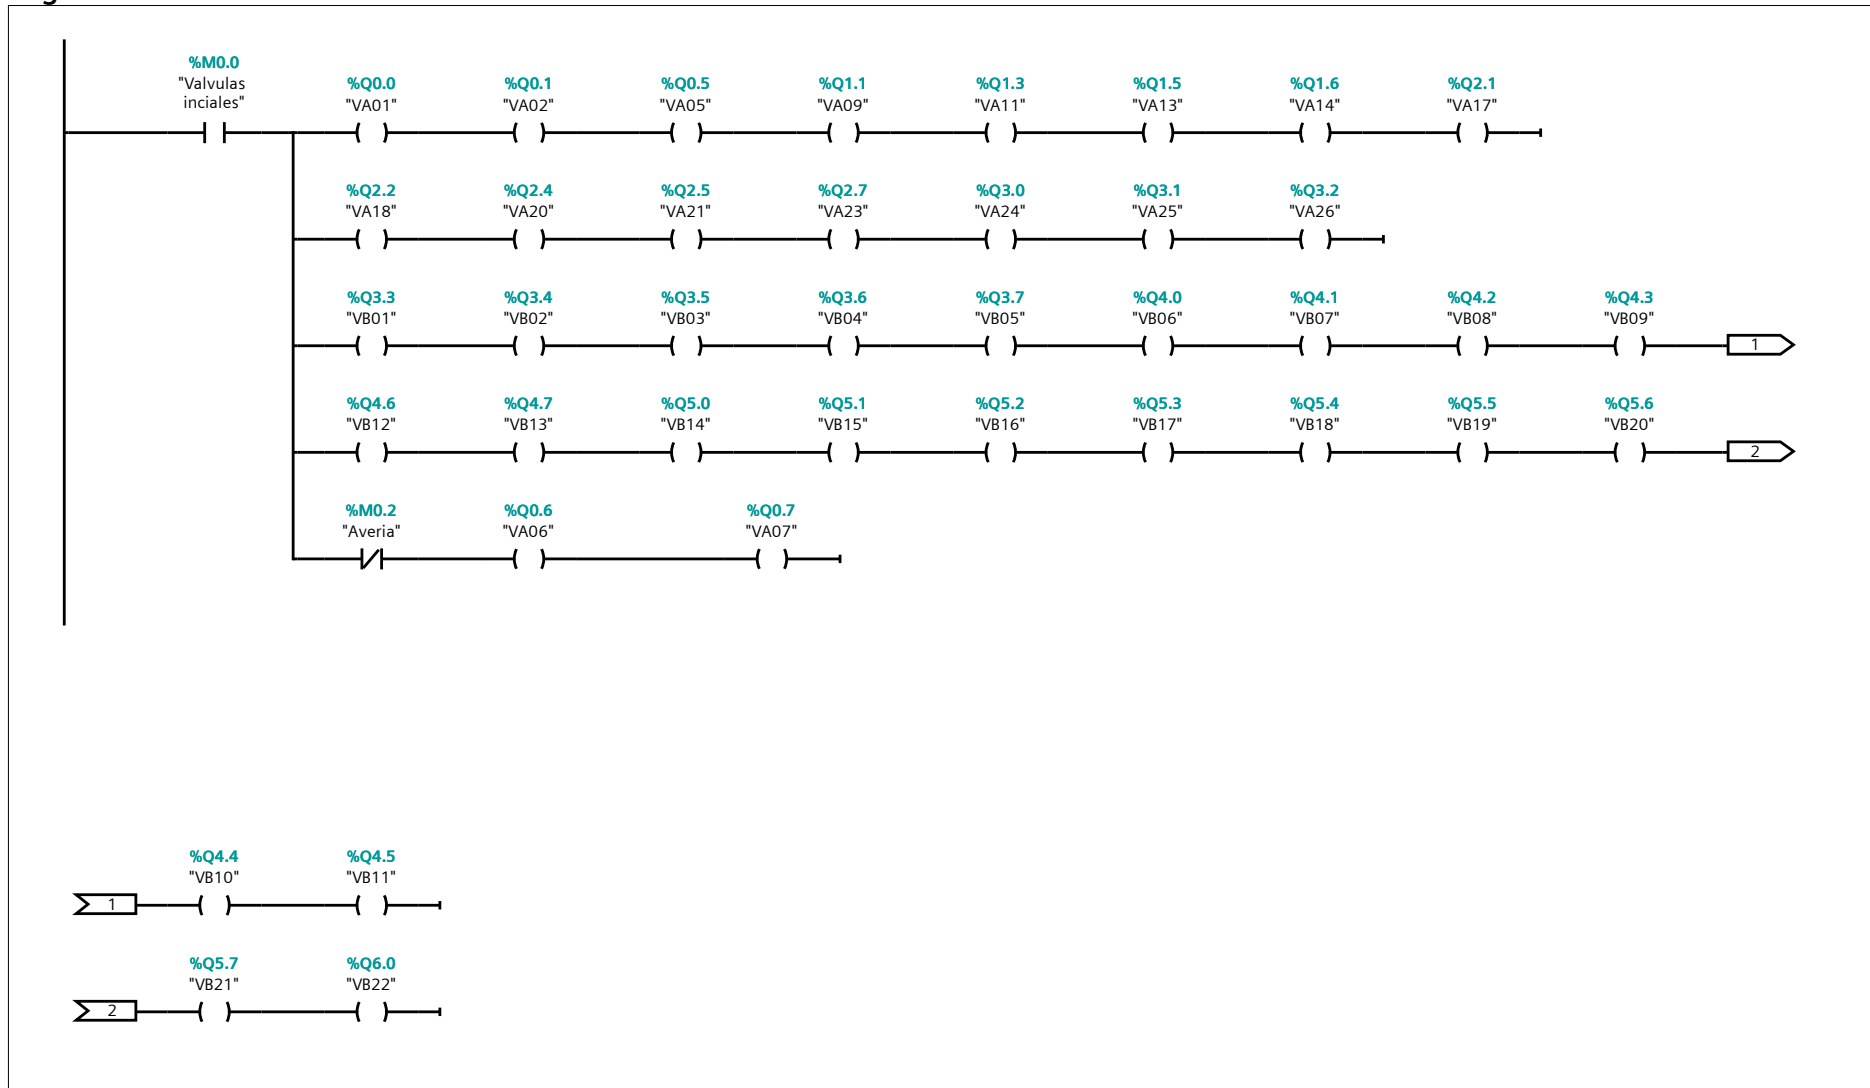 %M0.0
"Valvulas
inciales"
%Q0.0 %Q0.1 %Q0.5 %Q1.1 %Q1.3 %Q1.5 %Q1.6 %Q2.1
"VA01" "VA02" "VA05" "VA09" "VA11" "VA13" "VA14" "VA17"
%Q2.2 %Q2.4 %Q2.5 %Q2.7 %Q3.0 %Q3.1 %Q3.2
"VA18" "VA20" "VA21" "VA23" "VA24" "VA25" "VA26"
%Q3.3 %Q3.4 %Q3.5 %Q3.6 %Q3.7 %Q4.0 %Q4.1 %Q4.2 %Q4.3
"VB01" "VB02" "VB03" "VB04" "VB05" "VB06" "VB07" "VB08" "VB09"
1
%Q4.6 %Q4.7 %Q5.0 %Q5.1 %Q5.2 %Q5.3 %Q5.4 %Q5.5 %Q5.6
"VB12" "VB13" "VB14" "VB15" "VB16" "VB17" "VB18" "VB19" "VB20"
2
%M0.2 %Q0.6 %Q0.7
"Averia" "VA06" "VA07"
%Q4.4 %Q4.5
"VB10" "VB11"
1
%Q5.7 %Q6.0
"VB21" "VB22"
2